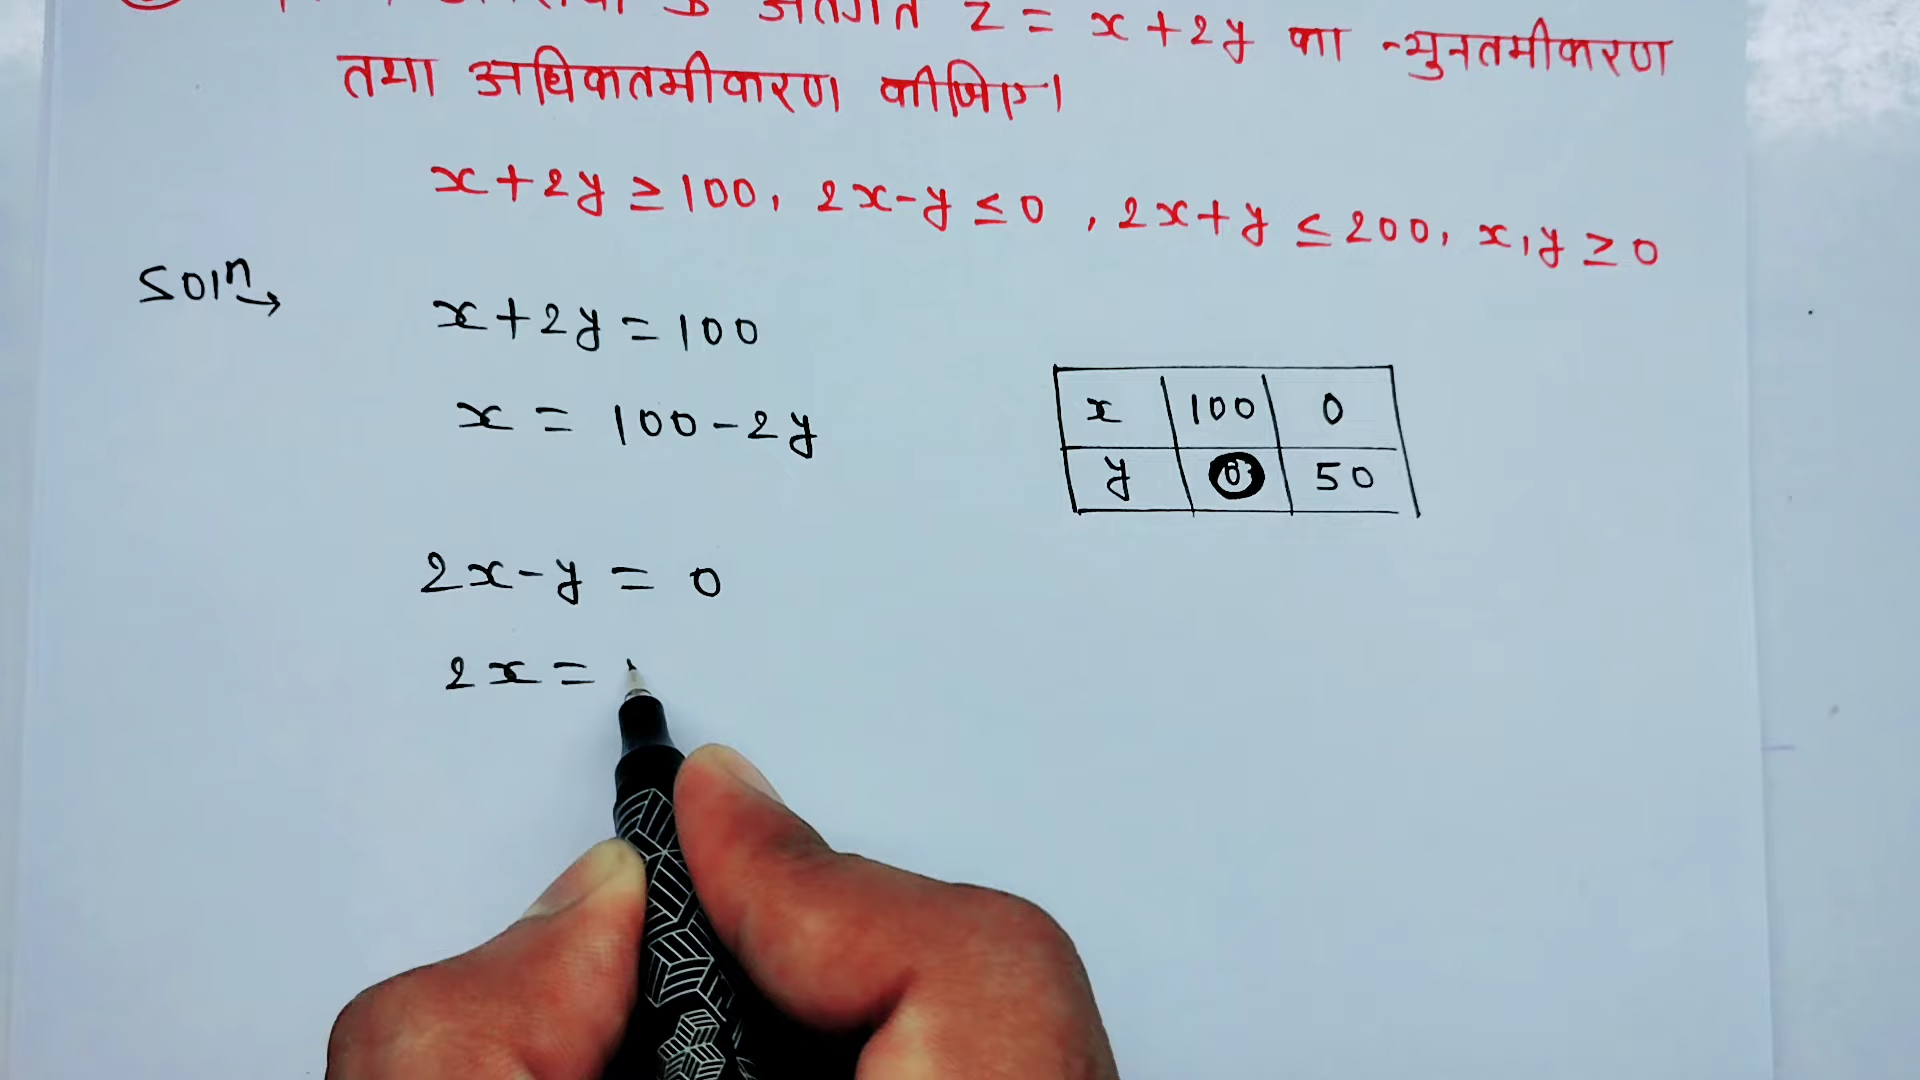 के अंतर्गत Z = x + 2y का न्युनतमीकरण
तथा अधिकतमीकरण कीजिए।
x + 2y ≥ 100, 2x - y ≤ 0, 2x + y ≤ 200, x, y ≥ 0
Soln→
x + 2y = 100
x = 100 - 2y
x 100 0
y 0 50
2x - y = 0
2x =